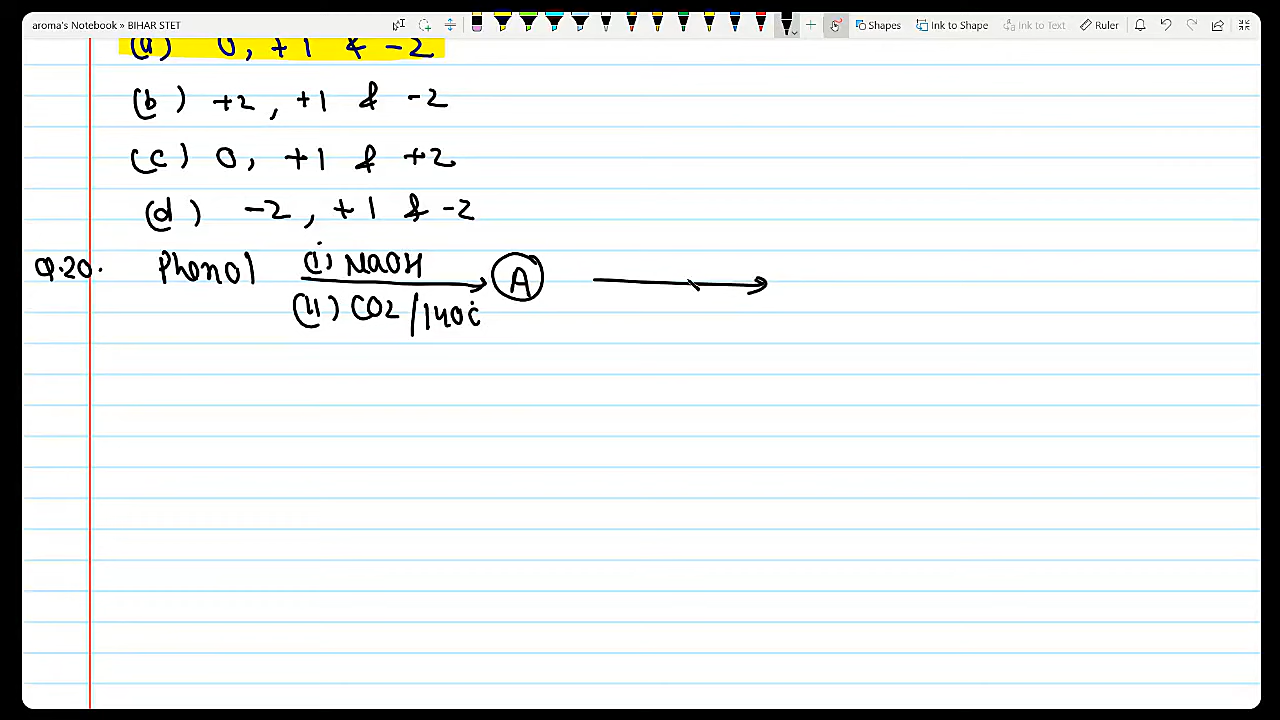 aroma's Notebook » BIHAR STET
Shapes
Ink to Shape
Ink to Text
Ruler
(a) 0, +1 & -2
(b) +2, +1 & -2
(c) 0, +1 & +2
(d) -2, +1 & -2
Q.20. Phenol (i) NaOH (A)
(ii) CO2/140c